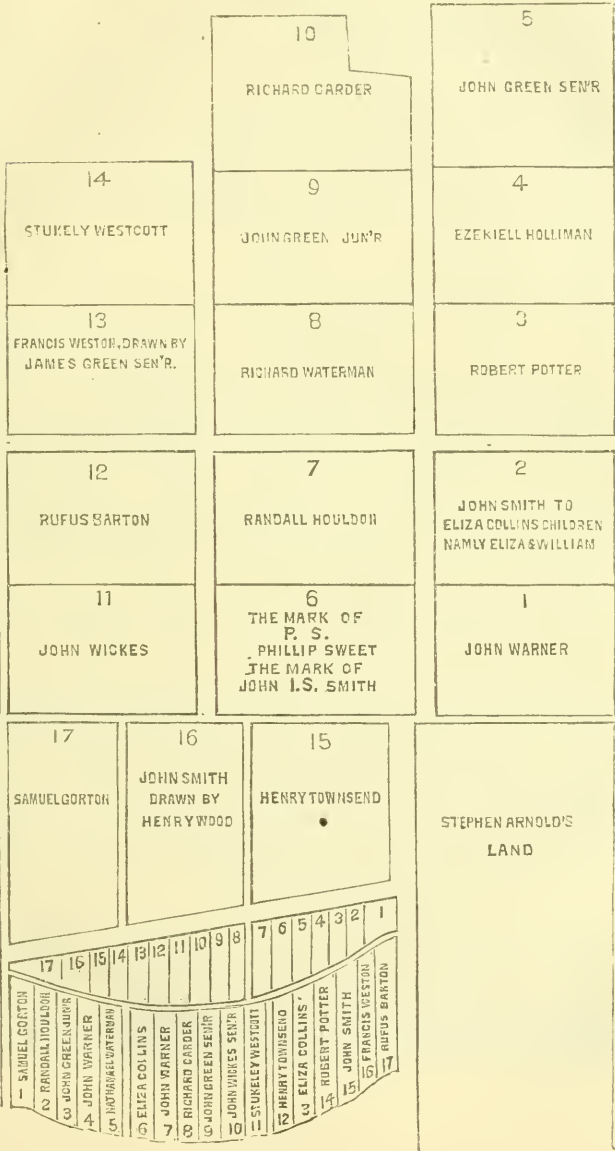 5
JOHN GREEN SEN'R
10
RICHARD CARDER
14
STUKELY WESTCOTT
9
JOHN GREEN JUN'R
4
EZEKIELL HOLLIMAN
13
FRANCIS WESTON, DRAWN BY
JAMES GREEN SEN'R.
8
RICHARD WATERMAN
3
ROBERT POTTER
12
RUFUS BARTON
7
RANDALL HOULDON
2
JOHN SMITH TO
ELIZA COLLINS CHILDREN
NAMLY ELIZA & WILLIAM
11
JOHN WICKES
6
THE MARK OF
P. S.
PHILLIP SWEET
THE MARK OF
JOHN I.S. SMITH
1
JOHN WARNER
17
SAMUEL GORTON
16
JOHN SMITH
DRAWN BY
HENRY WOOD
15
HENRY TOWNSEND
STEPHEN ARNOLD'S
LAND
17 16 15 14 13 12 11 10 9 8 7 6 5 4 3 2 1
1 SAMUEL GORTON
2 RANDALL HOULDON
3 JOHN GREEN JUN'R
4 JOHN WARNER
5 NATHANAEL WATERMAN
6 ELIZA COLLINS
7 JOHN WARNER
8 RICHARD CARDER
9 JOHN GREEN SEN'R
10 JOHN WICKES SEN'R
11 STUKELEY WESTCOTT
12 HENRY TOWNSEND
3 ELIZA COLLINS'
14 ROBERT POTTER
15 JOHN SMITH
16 FRANCIS WESTON
17 RUFUS BARTON